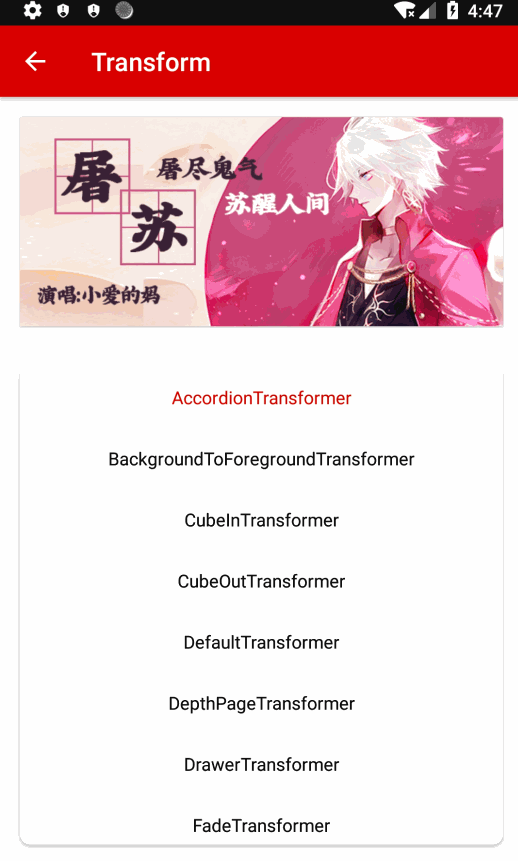 4:47
Transform
屠
苏
屠尽鬼气
苏醒人间
演唱:小爱的妈
AccordionTransformer
BackgroundToForegroundTransformer
CubeInTransformer
CubeOutTransformer
DefaultTransformer
DepthPageTransformer
DrawerTransformer
FadeTransformer